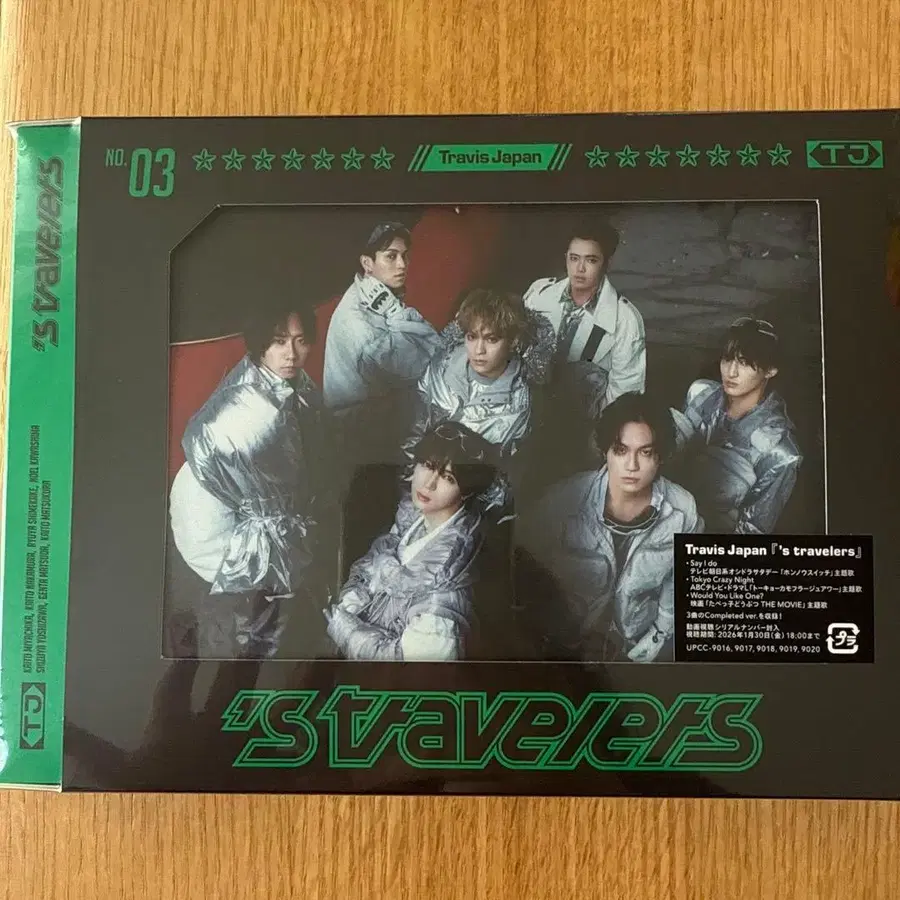 NO. 03
Travis Japan
TJ
's travelers
KAITO MIYACHIKA, KAITO NAKAMURA, RYUYA SHIMEKAKE, NOEL KAWASHIMA
SHIZUYA YOSHIZAWA, GENTA MATSUDA, KAITO MATSUKURA
TJ
Travis Japan『's travelers』
・Say I do
テレビ朝日系オシドラサタデー「ホンノウスイッチ」主題歌
・Tokyo Crazy Night
ABCテレビ・ドラマL「トーキョーカモフラージュアワー」主題歌
・Would You Like One?
映画「たべっ子どうぶつ THE MOVIE」主題歌
3曲のCompleted ver.を収録!
動画視聴シリアルナンバー封入
視聴期間:2026年1月30日(金)18:00まで
UPCC-9016, 9017, 9018, 9019, 9020
プラ
's travelers